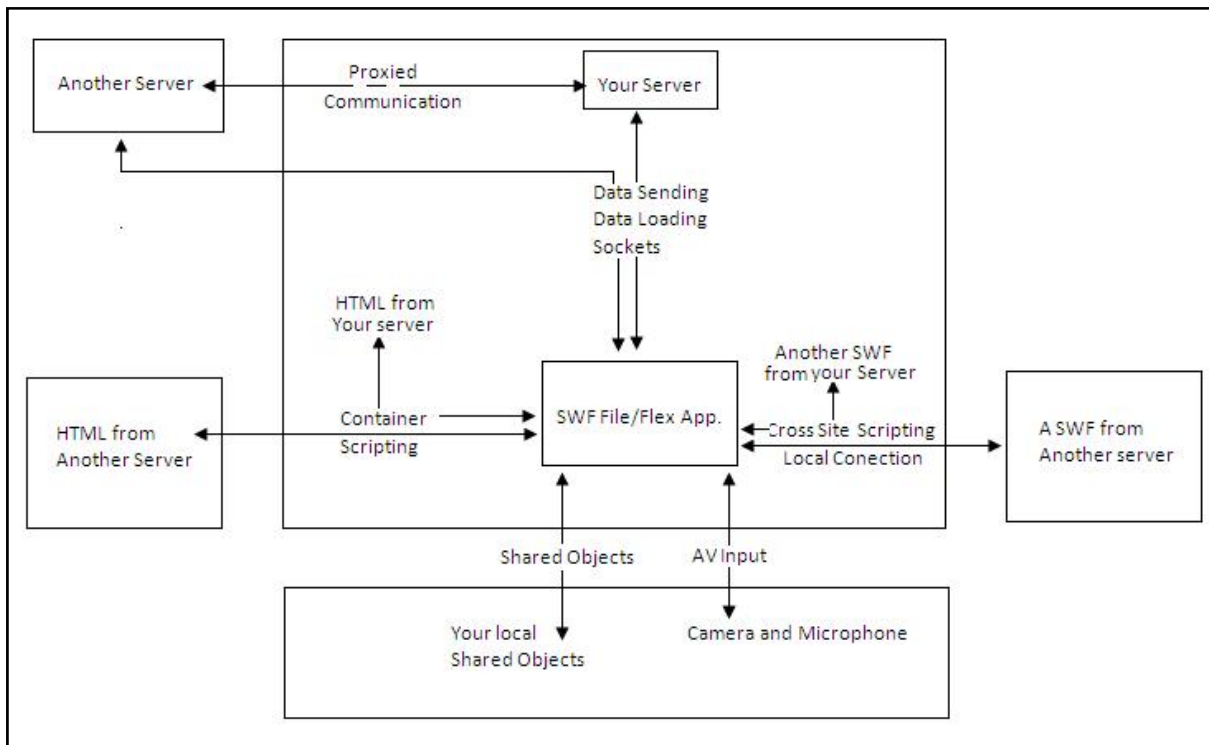 Another Server
Proxied
Communication
Your Server
Data Sending
Data Loading
Sockets
HTML from
Your server
Another SWF
from your Server
HTML from
Another Server
Container
Scripting
SWF File/Flex App.
Cross Site Scripting
Local Conection
A SWF from
Another server
Shared Objects
AV Input
Your local
Shared Objects
Camera and Microphone